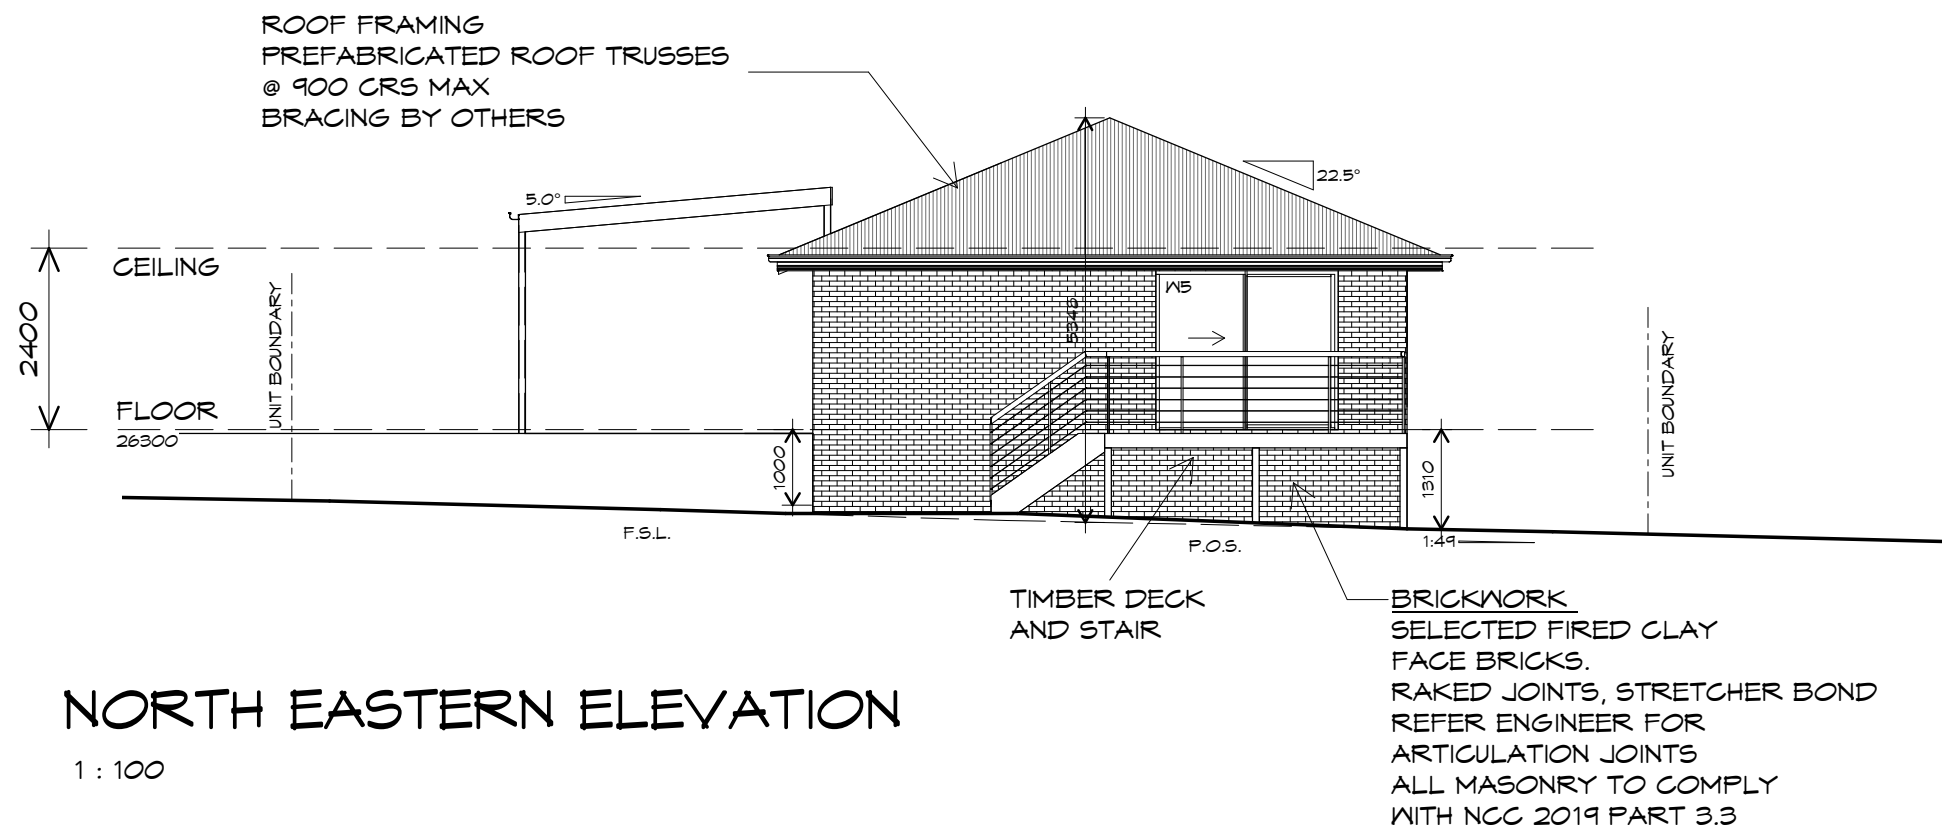 ROOF FRAMING
PREFABRICATED ROOF TRUSSES
@ 900 CRS MAX
BRACING BY OTHERS
5.0°
22.5°
CEILING
2400
UNIT BOUNDARY
W5
5348
UNIT BOUNDARY
FLOOR
26300
1000
1310
F.S.L.
P.O.S.
1:49
TIMBER DECK
AND STAIR
BRICKWORK
SELECTED FIRED CLAY
FACE BRICKS.
RAKED JOINTS, STRETCHER BOND
REFER ENGINEER FOR
ARTICULATION JOINTS
ALL MASONRY TO COMPLY
WITH NCC 2019 PART 3.3
NORTH EASTERN ELEVATION
1 : 100